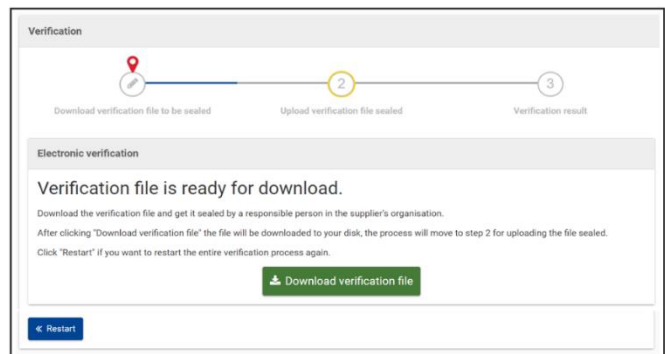 Verification
2
3
Download verification file to be sealed
Upload verification file sealed
Verification result
Electronic verification
Verification file is ready for download.
Download the verification file and get it sealed by a responsible person in the supplier's organisation.
After clicking "Download verification file" the file will be downloaded to your disk, the process will move to step 2 for uploading the file sealed.
Click "Restart" if you want to restart the entire verification process again.
Download verification file
« Restart